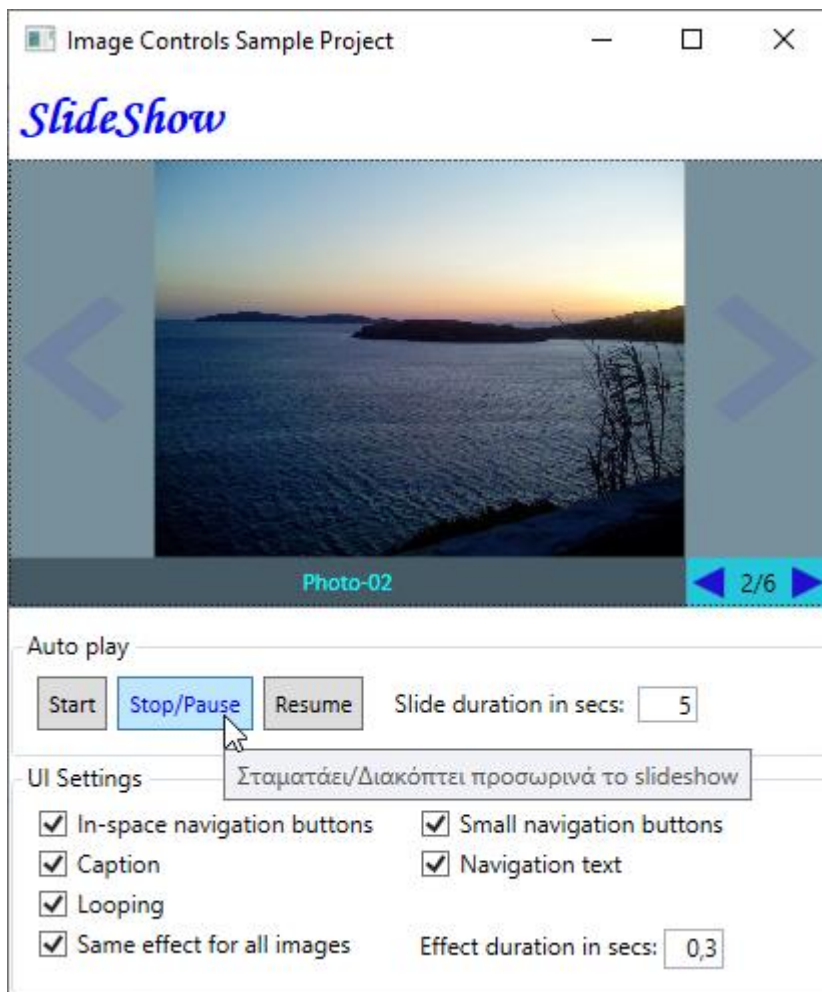 Image Controls Sample Project
SlideShow
Photo-02
2/6
Auto play
Start Stop/Pause Resume Slide duration in secs: 5
Σταματάει/Διακόπτει προσωρινά το slideshow
UI Settings
In-space navigation buttons Small navigation buttons
Caption Navigation text
Looping
Same effect for all images Effect duration in secs: 0,3